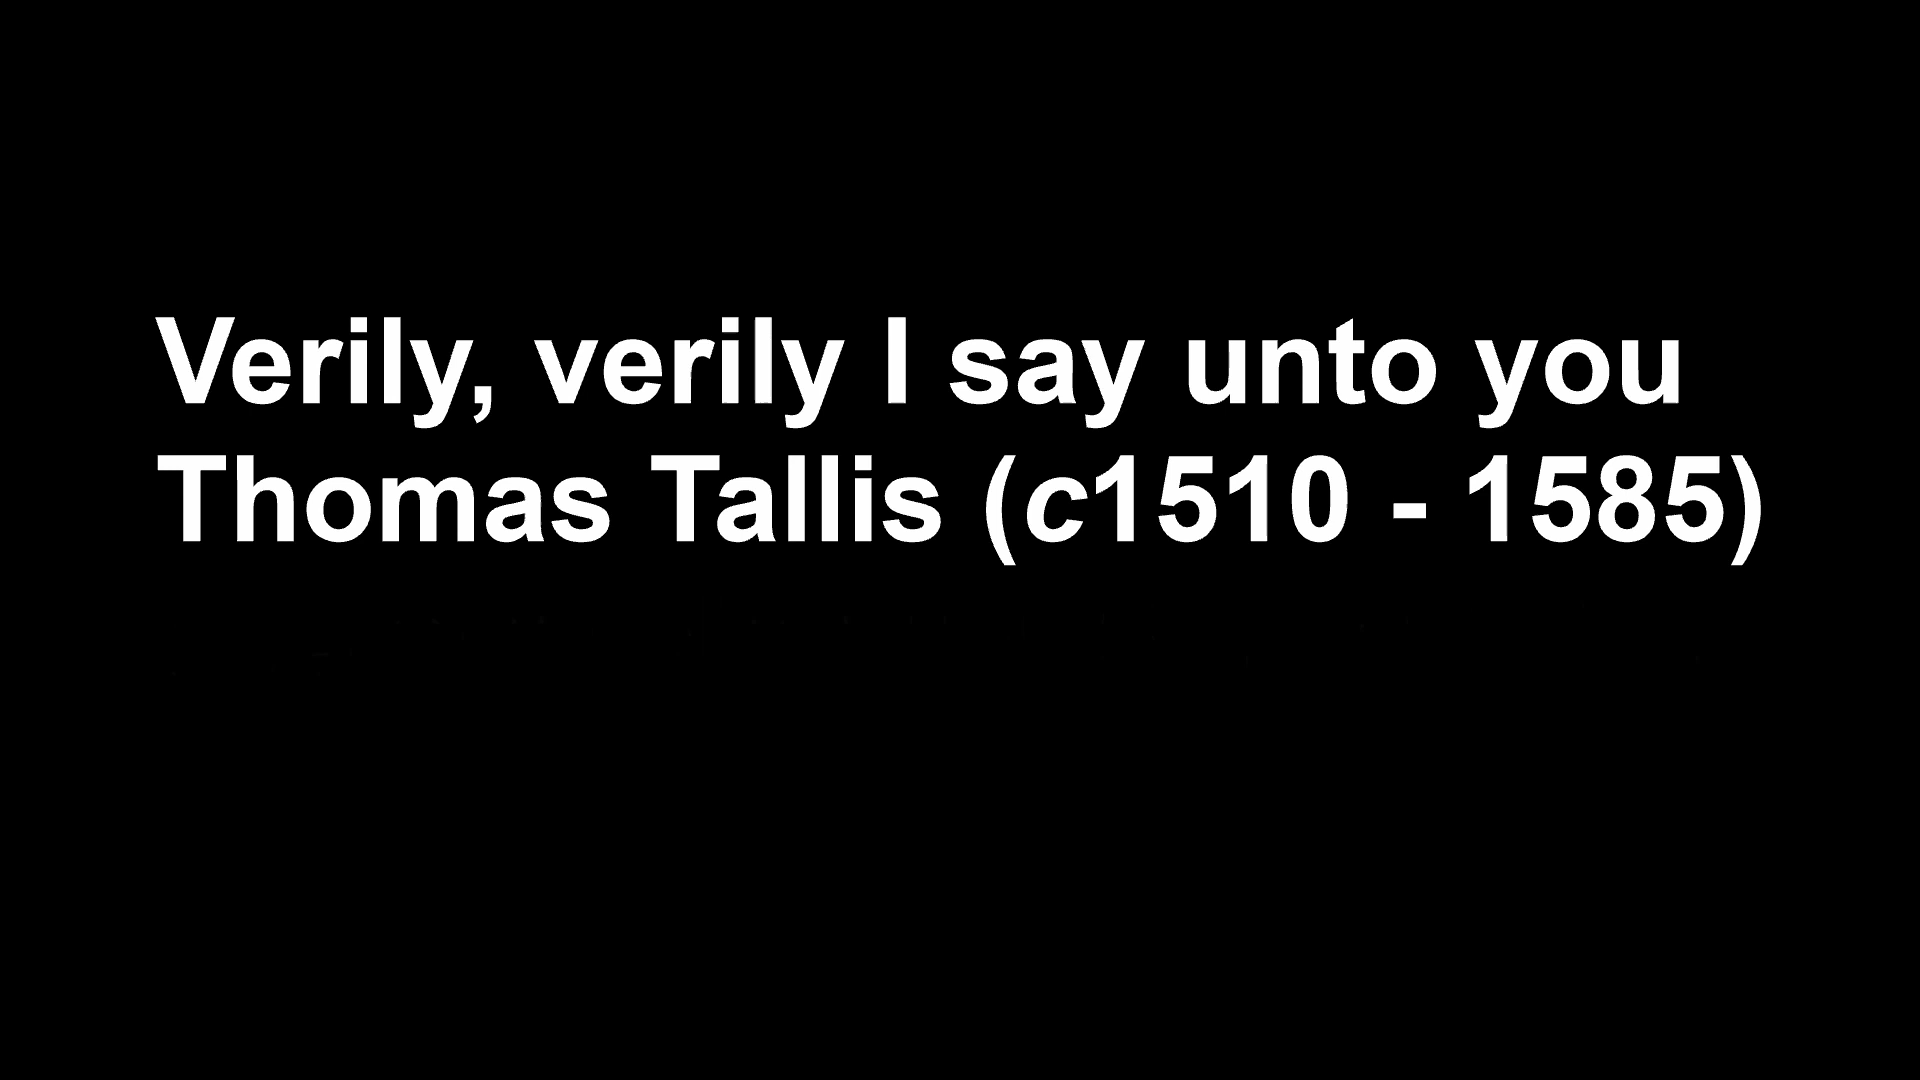 Verily, verily I say unto you
Thomas Tallis (c1510 - 1585)